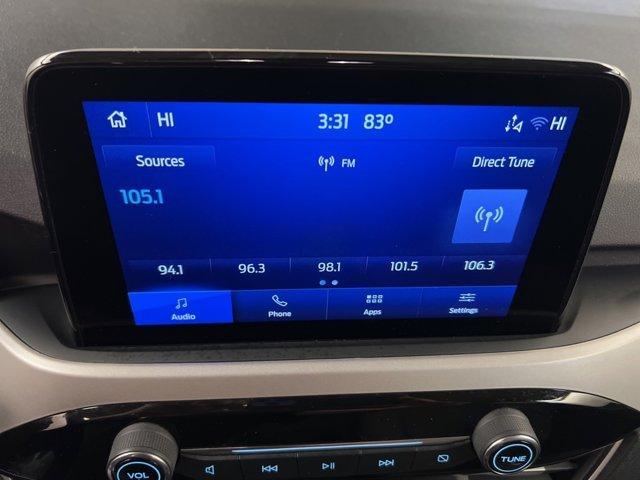 HI 3:31 83° HI
Sources FM Direct Tune
105.1
94.1 96.3 98.1 101.5 106.3
Audio Phone Apps Settings
VOL TUNE